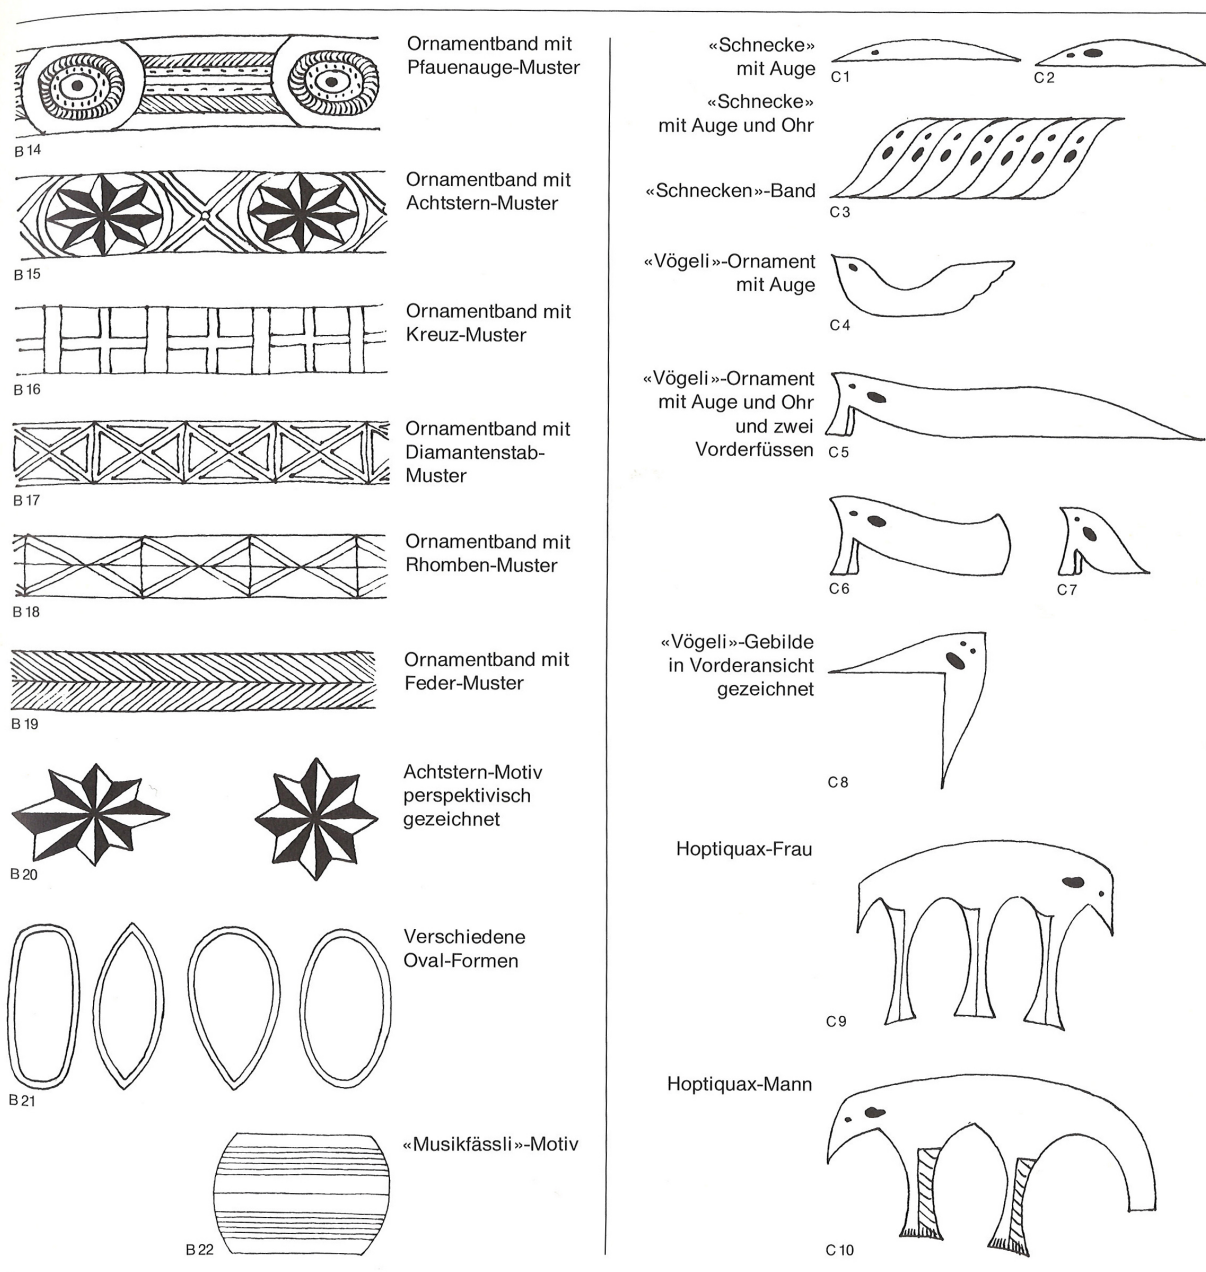 Ornamentband mit
Pfauenauge-Muster
B 14
Ornamentband mit
Achtstern-Muster
B 15
Ornamentband mit
Kreuz-Muster
B 16
Ornamentband mit
Diamantenstab-
Muster
B 17
Ornamentband mit
Rhomben-Muster
B 18
Ornamentband mit
Feder-Muster
B 19
Achtstern-Motiv
perspektivisch
gezeichnet
B 20
Verschiedene
Oval-Formen
B 21
«Musikfässli»-Motiv
B 22
«Schnecke»
mit Auge
C 1
C 2
«Schnecke»
mit Auge und Ohr
«Schnecken»-Band
C 3
«Vögeli»-Ornament
mit Auge
C 4
«Vögeli»-Ornament
mit Auge und Ohr
und zwei
Vorderfüssen
C 5
C 6
C 7
«Vögeli»-Gebilde
in Vorderansicht
gezeichnet
C 8
Hoptiquax-Frau
C 9
Hoptiquax-Mann
C 10